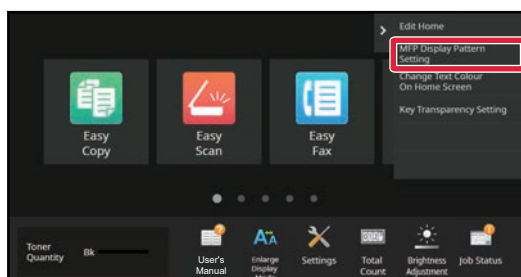 Edit Home
MFP Display Pattern
Setting
Change Text Colour
On Home Screen
Key Transparency Setting
Easy
Copy
Easy
Scan
Easy
Fax
Toner
Quantity
Bk
User's
Manual
Enlarge
Display
Mode
Settings
Total
Count
Brightness
Adjustment
Job Status